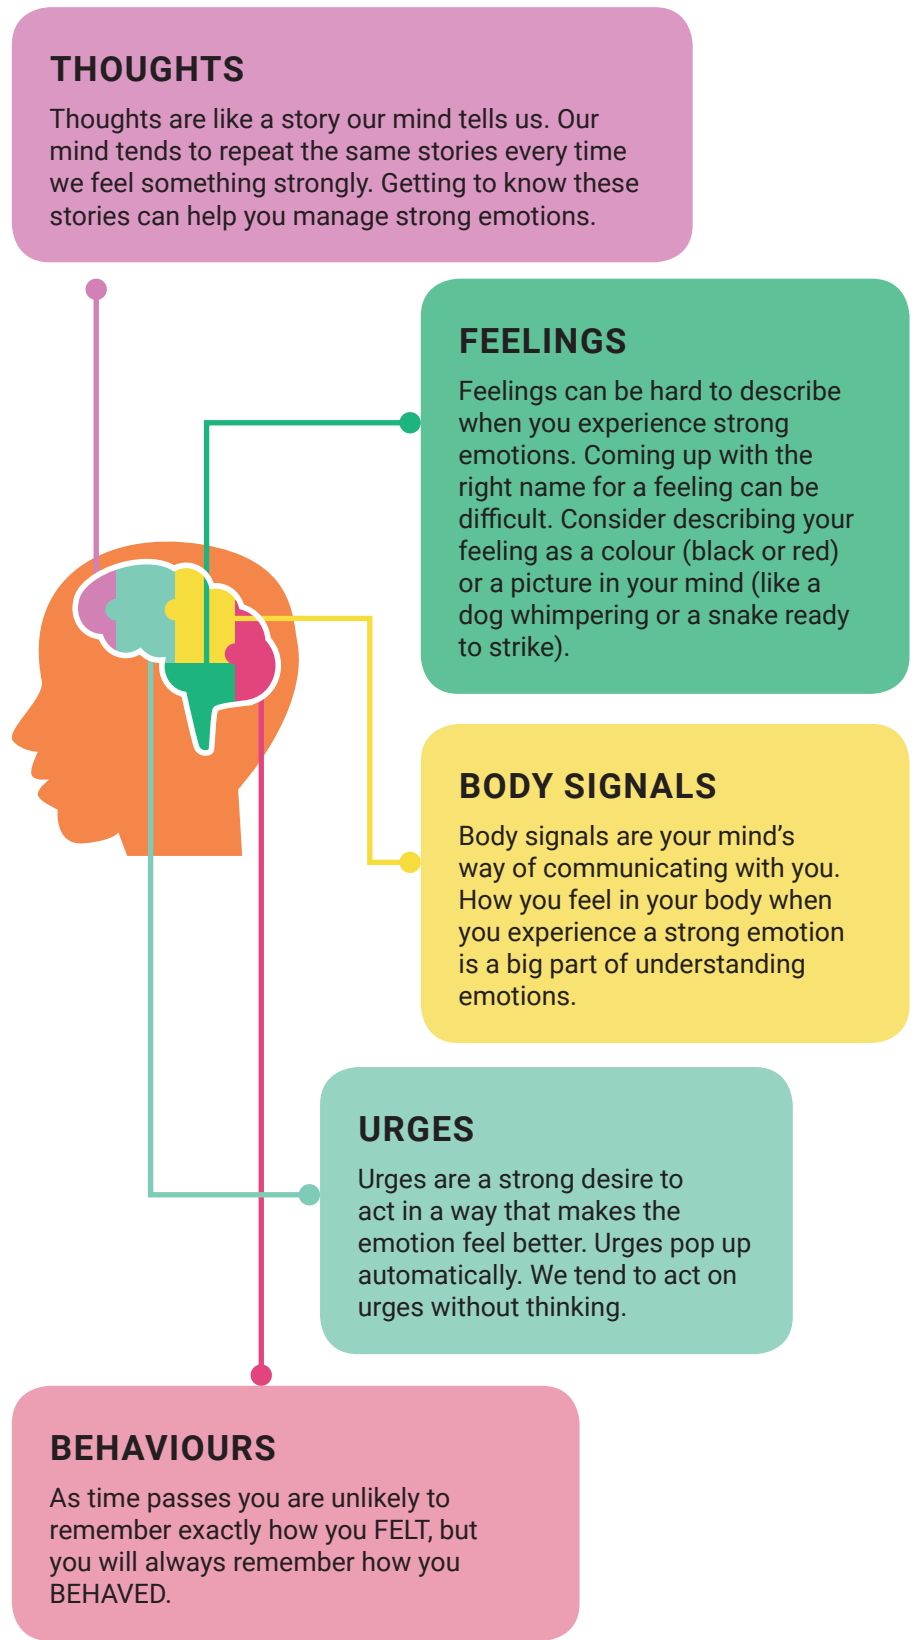 THOUGHTS
Thoughts are like a story our mind tells us. Our
mind tends to repeat the same stories every time
we feel something strongly. Getting to know these
stories can help you manage strong emotions.
FEELINGS
Feelings can be hard to describe
when you experience strong
emotions. Coming up with the
right name for a feeling can be
difficult. Consider describing your
feeling as a colour (black or red)
or a picture in your mind (like a
dog whimpering or a snake ready
to strike).
BODY SIGNALS
Body signals are your mind’s
way of communicating with you.
How you feel in your body when
you experience a strong emotion
is a big part of understanding
emotions.
URGES
Urges are a strong desire to
act in a way that makes the
emotion feel better. Urges pop up
automatically. We tend to act on
urges without thinking.
BEHAVIOURS
As time passes you are unlikely to
remember exactly how you FELT, but
you will always remember how you
BEHAVED.